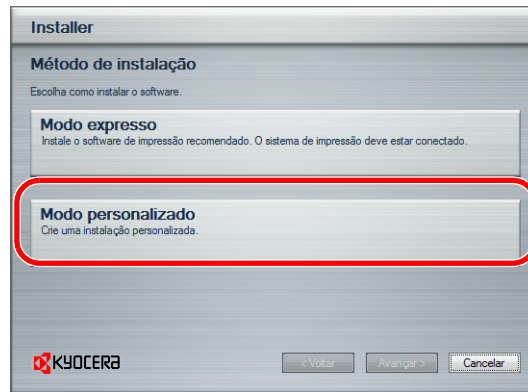 Installer
Método de instalação
Escolha como instalar o software.
Modo expresso
Instale o software de impressão recomendado. O sistema de impressão deve estar conectado.
Modo personalizado
Crie uma instalação personalizada.
KYOCERA
< Voltar
Avançar >
Cancelar